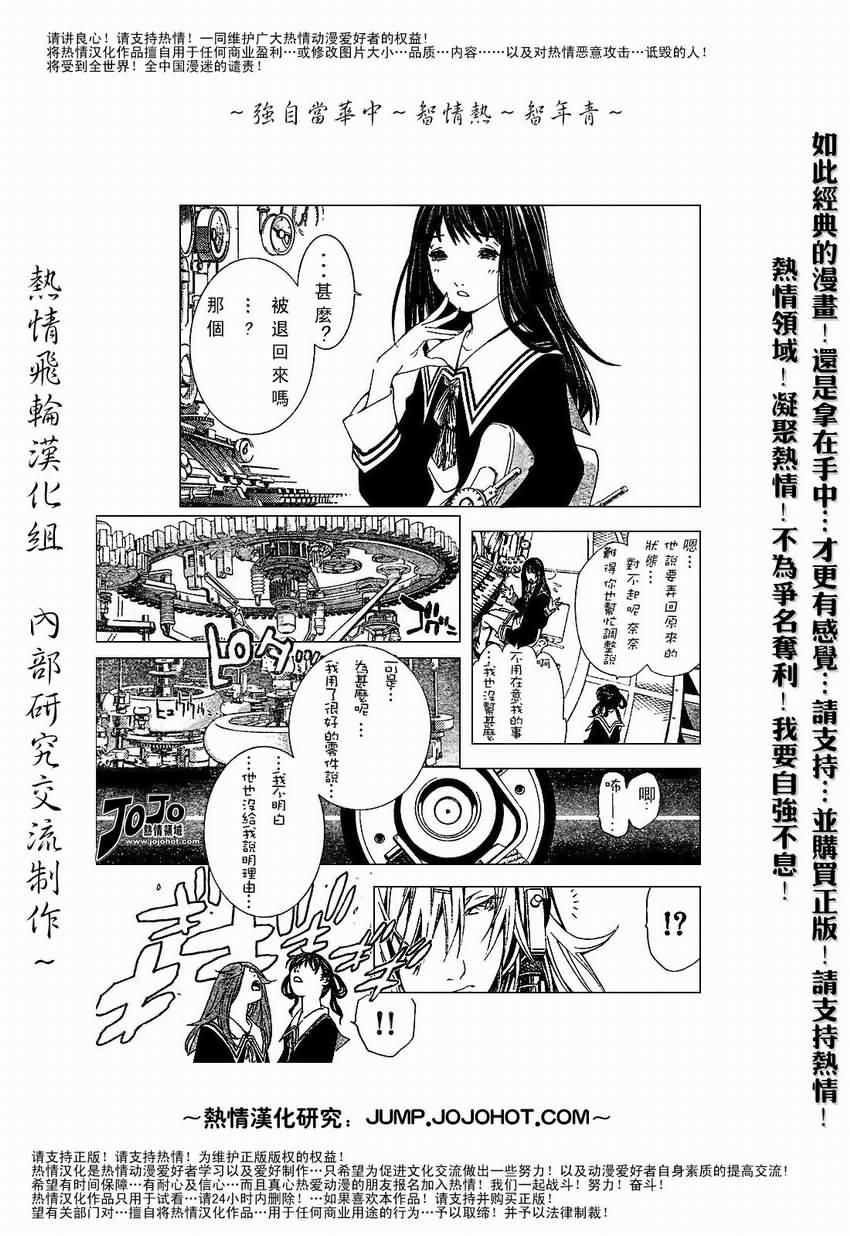 请讲良心！请支持热情！一同维护广大热情动漫爱好者的权益！
将热情汉化作品擅自用于任何商业盈利…或修改图片大小…品质…内容……以及对热情恶意攻击…诋毁的人！
将受到全世界！全中国漫迷的谴责！
～強自當華中～智情熱～智年青～
如此經典的漫畫！還是拿在手中…才更有感覺…請支持…並購買正版！請支持熱情！
熱情領域！凝聚熱情！不為爭名奪利！我要自強不息！
熱情飛輪漢化組 內部研究交流制作～
…甚麼？
被退回來嗎
…？
那個
嗯…
他說要弄回原來的
狀態…
對不起呢奈奈
難得你也幫忙調整說
啊
不用在意我的事
…我也沒幫甚麼
ゴゴ
ピロダ
ヒュウウウ
可是…
為甚麼呢…
我用了很好的零件說…
…我不明白
他也沒給我說明理由…
唧
…咘…
JOJO
熱情領域
www.jojohot.com
!?
!!
～熱情漢化研究：JUMP.JOJOHOT.COM～
请支持正版！请支持热情！为维护正版版权的权益！
热情汉化是热情动漫爱好者学习以及爱好制作…只希望为促进文化交流做出一些努力！以及动漫爱好者自身素质的提高交流！
希望有时间保障…有耐心及信心…而且真心热爱动漫的朋友报名加入热情！我们一起战斗！努力！奋斗！
热情汉化作品只用于试看…请24小时内删除！…如果喜欢本作品！请支持并购买正版！
望有关部门对…擅自将热情汉化作品…用于任何商业用途的行为…予以取缔！并予以法律制裁！